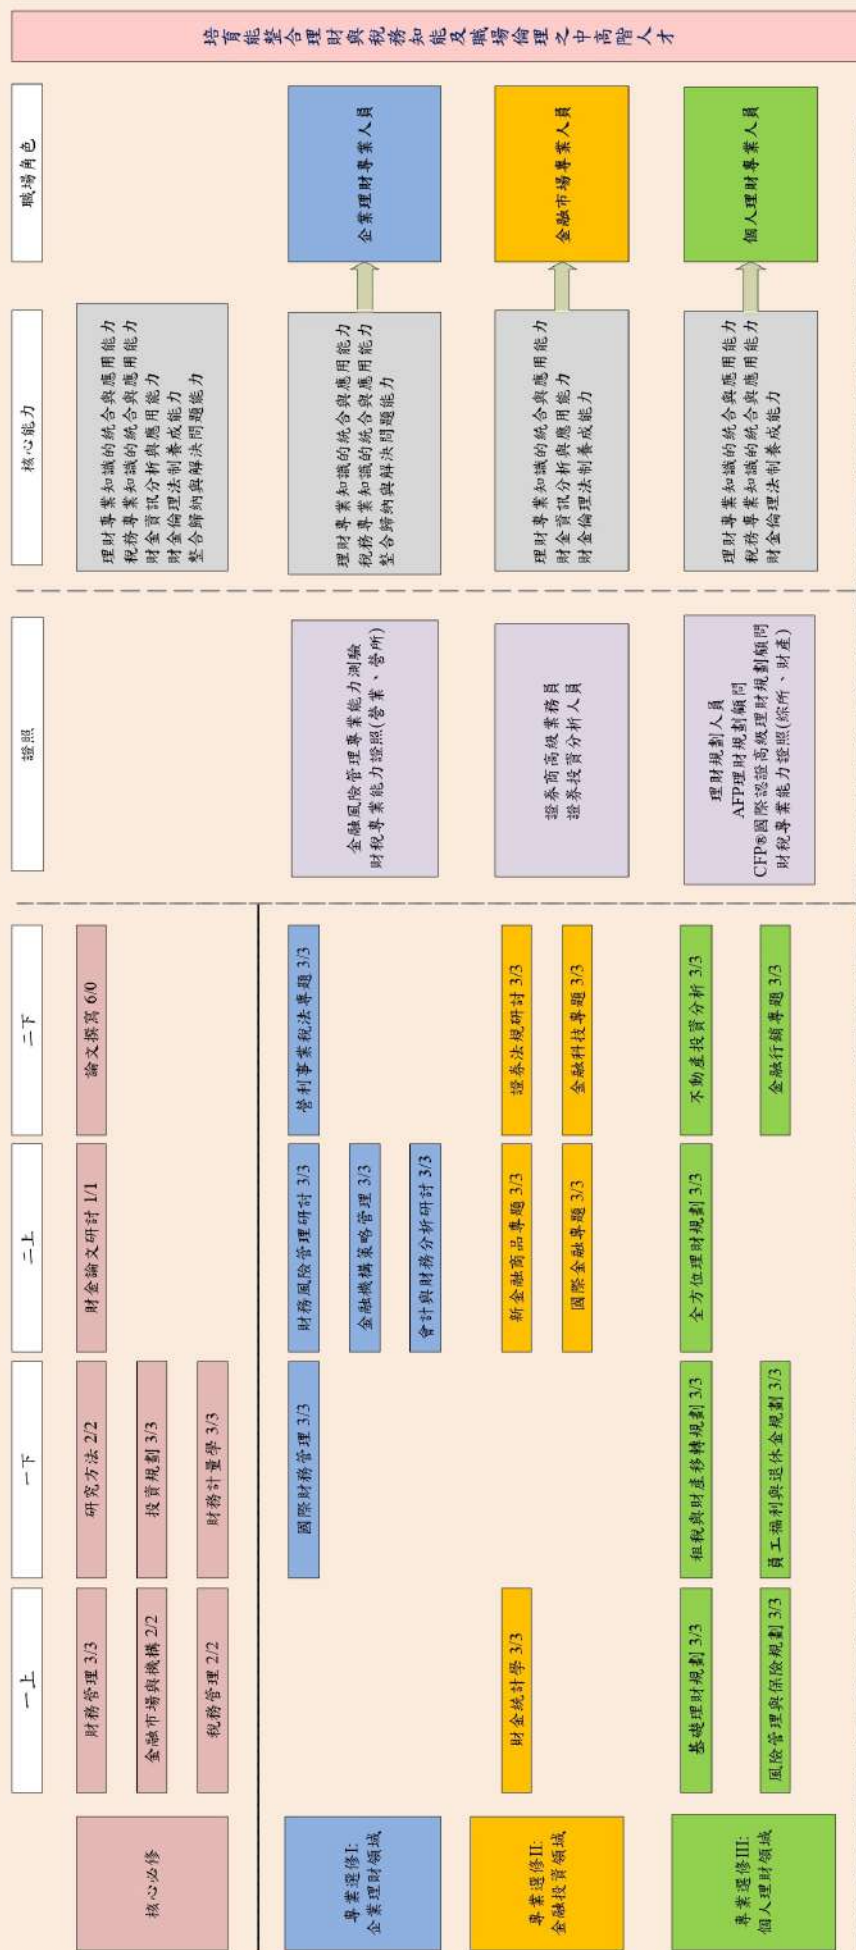 一上
一下
二上
二下
證照
核心能力
職場角色
核心必修
財務管理 3/3
金融市場與機構 2/2
稅務管理 2/2
研究方法 2/2
投資規劃 3/3
財務計量學 3/3
財金論文研討 1/1
論文撰寫 6/0
理財專業知識的統合與應用能力
稅務專業知識的統合與應用能力
財金資訊分析與應用能力
財金倫理法制養成能力
整合歸納與解決問題能力
專業選修I:
企業理財領域
國際財務管理 3/3
財務風險管理研討 3/3
金融機構策略管理 3/3
會計與財務分析研討 3/3
營利事業稅法專題 3/3
金融風險管理專業能力測驗
財稅專業能力證照(營業、營所)
理財專業知識的統合與應用能力
稅務專業知識的統合與應用能力
整合歸納與解決問題能力
企業理財專業人員
專業選修II:
金融投資領域
財金統計學 3/3
新金融商品專題 3/3
國際金融專題 3/3
證券法規研討 3/3
金融科技專題 3/3
證券商高級業務員
證券投資分析人員
理財專業知識的統合與應用能力
財金資訊分析與應用能力
財金倫理法制養成能力
金融市場專業人員
專業選修III:
個人理財領域
基礎理財規劃 3/3
風險管理與保險規劃 3/3
租稅與財產移轉規劃 3/3
員工福利與退休金規劃 3/3
全方位理財規劃 3/3
不動產投資分析 3/3
金融行銷專題 3/3
理財規劃人員
AFP理財規劃顧問
CFP®國際認證高級理財規劃顧問
財稅專業能力證照(綜所、財產)
理財專業知識的統合與應用能力
稅務專業知識的統合與應用能力
財金倫理法制養成能力
個人理財專業人員
培育能整合理財與稅務知能及職場倫理之中高階人才